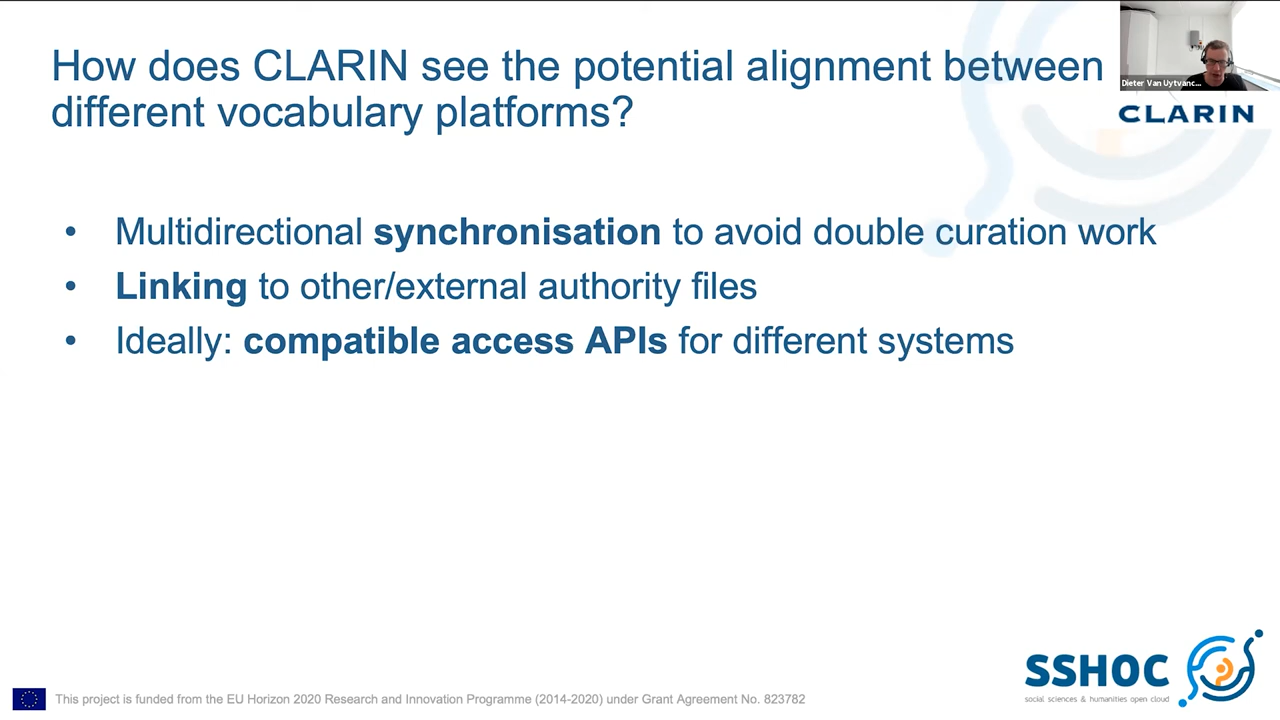 How does CLARIN see the potential alignment between
different vocabulary platforms?
Dieter Van Uytvanc...
CLARIN
• Multidirectional synchronisation to avoid double curation work
• Linking to other/external authority files
• Ideally: compatible access APIs for different systems
SSHOC
social sciences & humanities open cloud
This project is funded from the EU Horizon 2020 Research and Innovation Programme (2014-2020) under Grant Agreement No. 823782